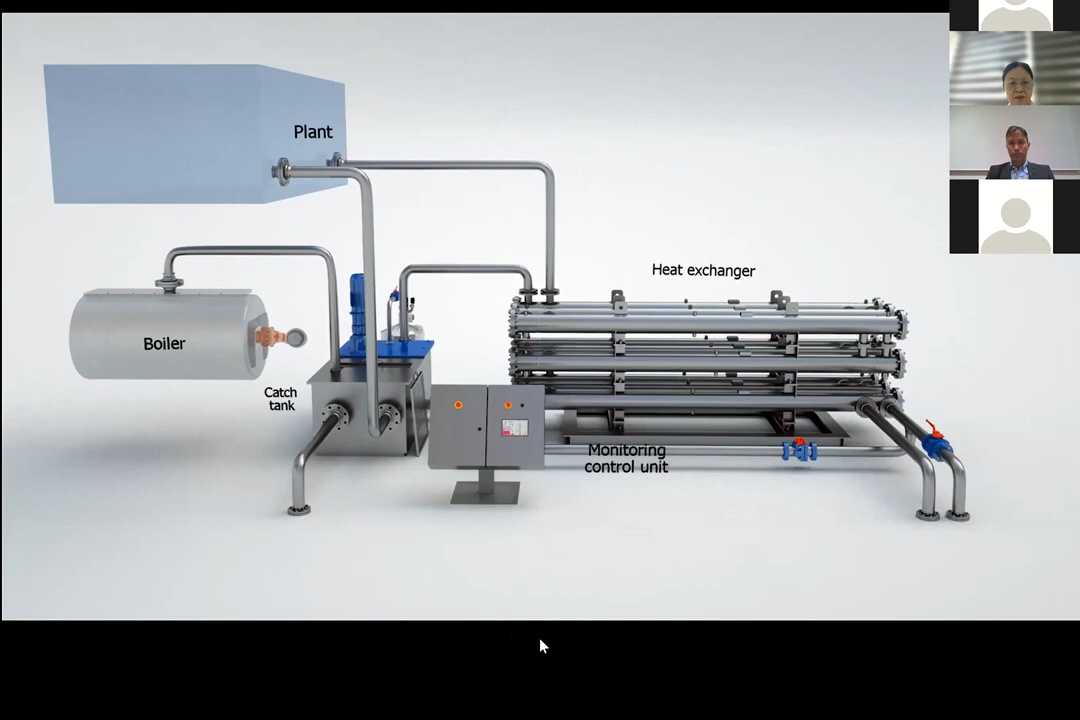 Plant
Heat exchanger
Boiler
Catch
tank
Monitoring
control unit